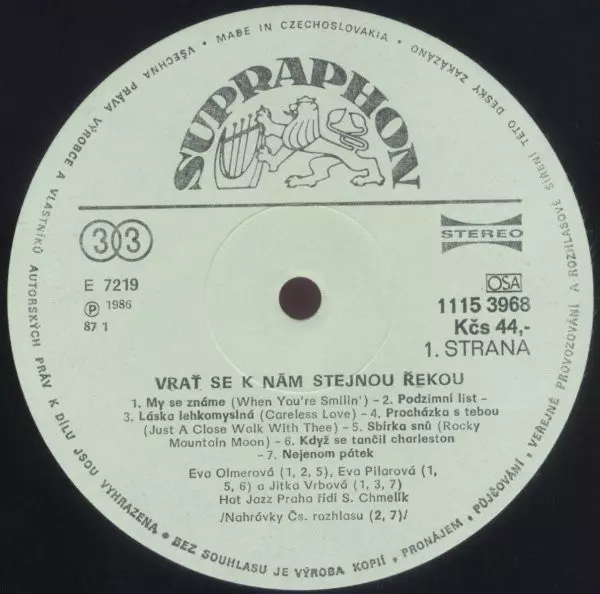 VŠECHNA PRÁVA VÝROBCE A VLASTNÍKŮ AUTORSKÝCH PRÁV K DÍLU JSOU VYHRAZENA • BEZ SOUHLASU JE VÝROBA KOPIÍ, PRONÁJEM, PŮJČOVÁNÍ, VEŘEJNÉ PROVOZOVÁNÍ A ROZHLASOVÉ ŠÍŘENÍ TÉTO DESKY ZAKÁZÁNO • MADE IN CZECHOSLOVAKIA •
SUPRAPHON
33
STEREO
E 7219
Ⓟ 1986
87 1
OSA
1115 3968
Kčs 44,-
1. STRANA
VRAŤ SE K NÁM STEJNOU ŘEKOU
1. My se známe (When You're Smilin') – 2. Podzimní list –
3. Láska lehkomyslná (Careless Love) – 4. Procházka s tebou
(Just A Close Walk With Thee) – 5. Sbírka snů (Rocky
Mountain Moon) – 6. Když se tančil charleston
– 7. Nejenom pátek
Eva Olmerová (1, 2, 5), Eva Pilarová (1,
5, 6) a Jitka Vrbová (1, 3, 7)
Hot Jazz Praha řídí S. Chmelík
/Nahrávky Čs. rozhlasu (2, 7)/